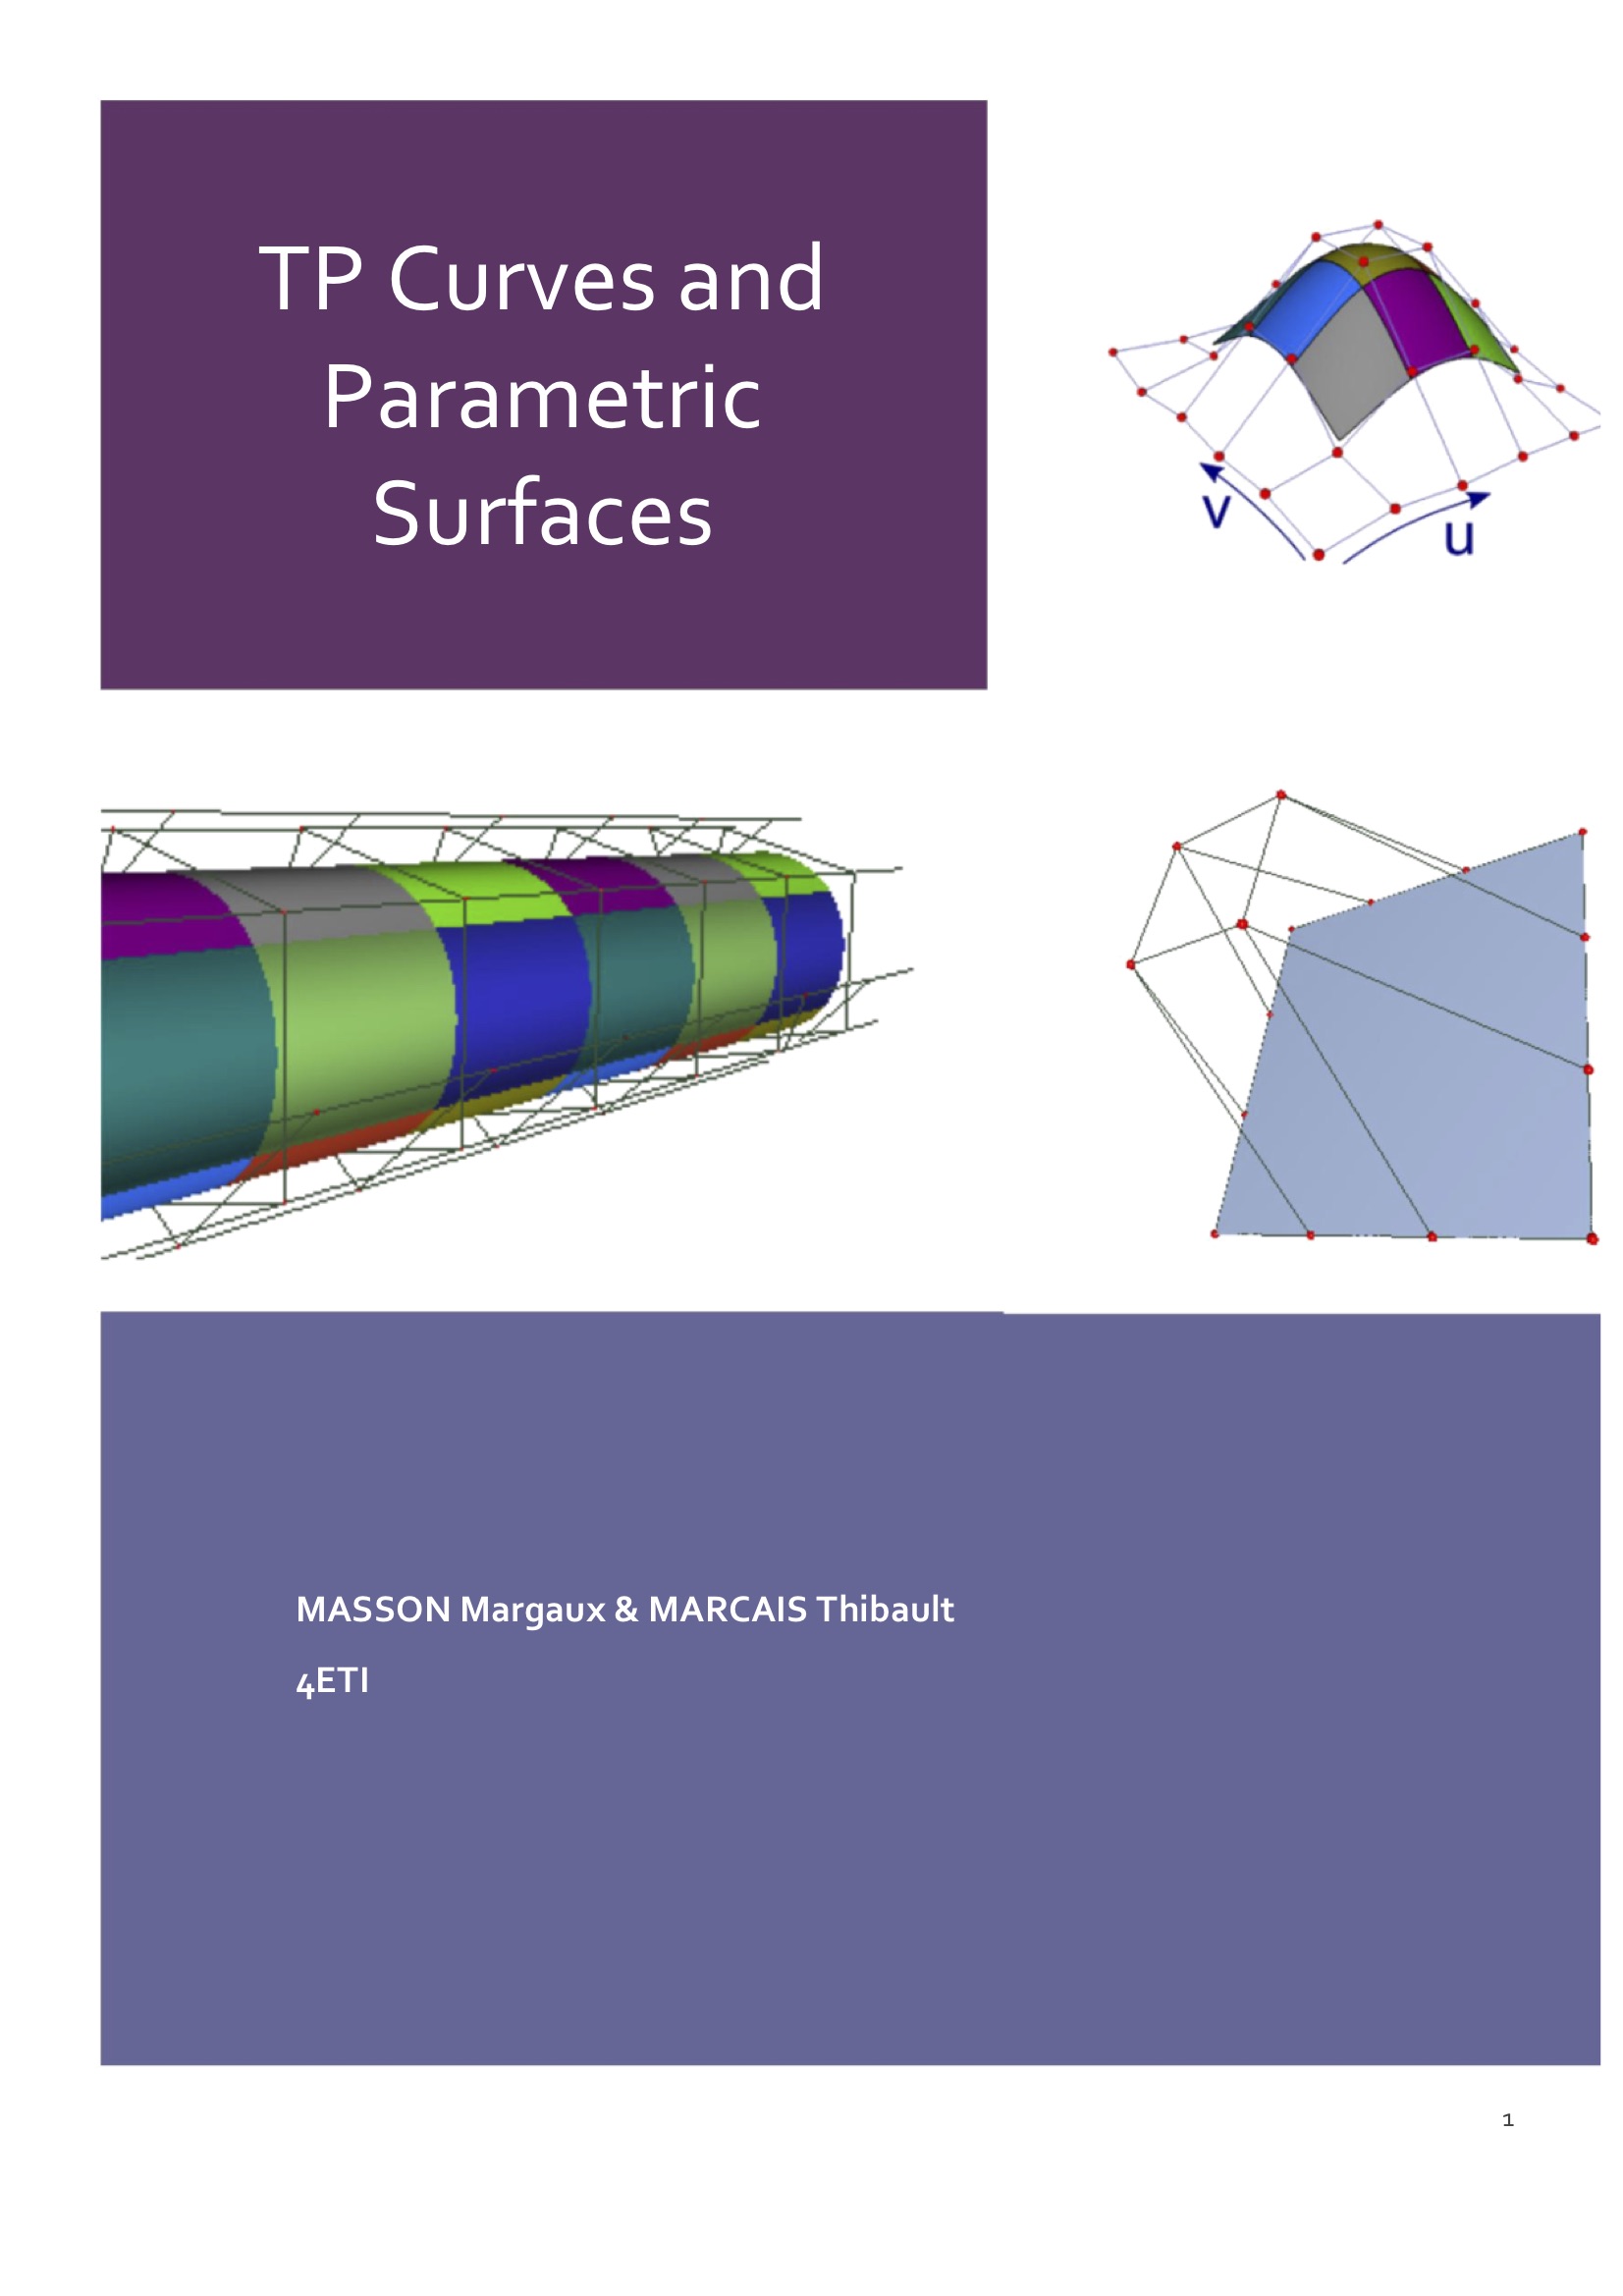 TP Curves and
Parametric
Surfaces
v
u
MASSON Margaux & MARCAIS Thibault
4ETI
1